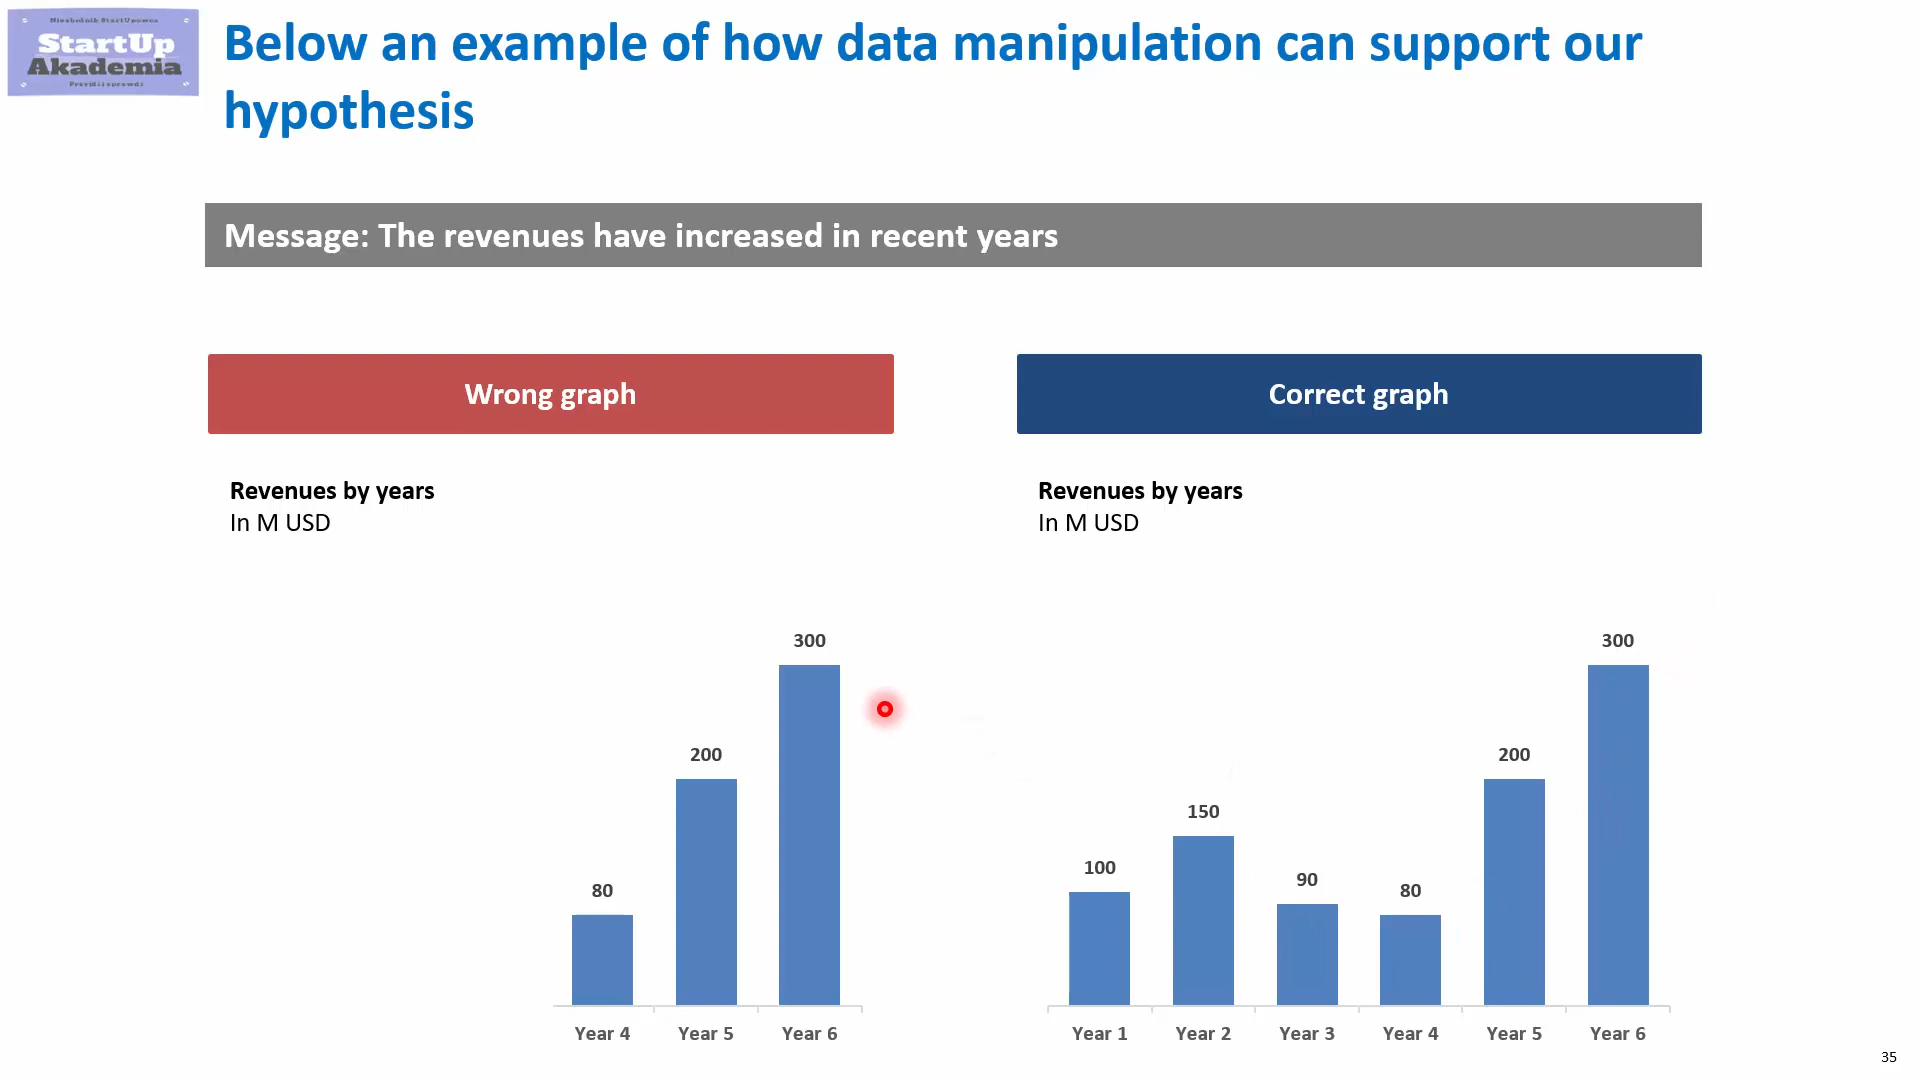 StartUp
Akademia
Below an example of how data manipulation can support our
hypothesis
Message: The revenues have increased in recent years
Wrong graph
Correct graph
Revenues by years
In M USD
Revenues by years
In M USD
300
200
80
Year 4 Year 5 Year 6
300
200
150
100
90
80
Year 1 Year 2 Year 3 Year 4 Year 5 Year 6
35